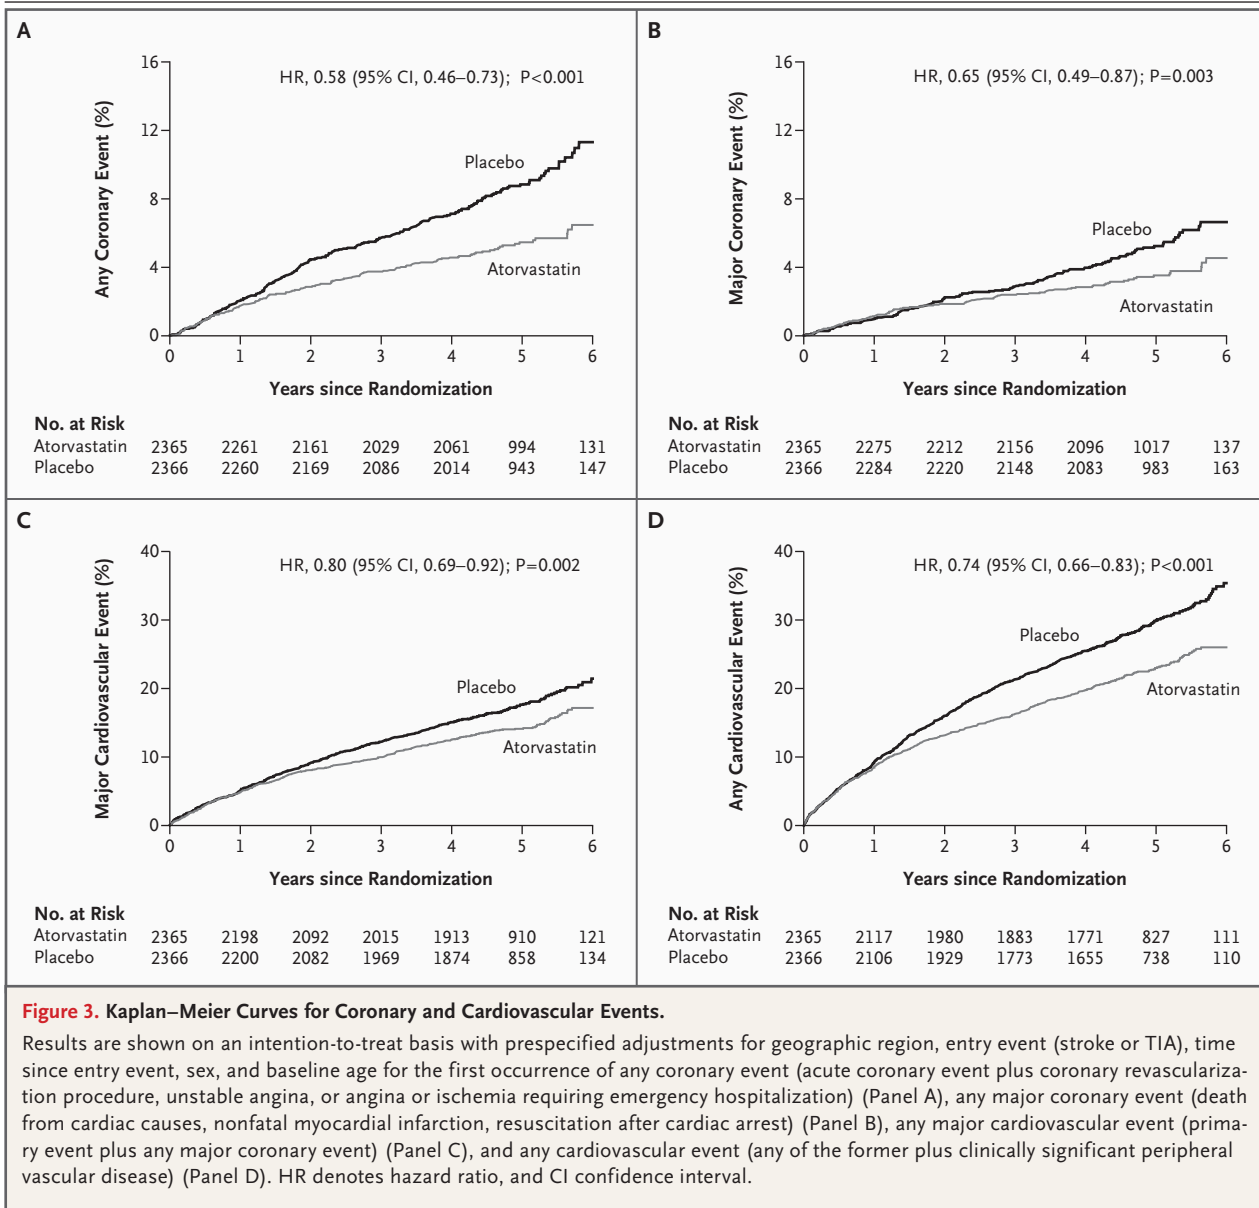 A
HR, 0.58 (95% CI, 0.46–0.73); P<0.001
Any Coronary Event (%)
16
12
8
4
0
Placebo
Atorvastatin
0 1 2 3 4 5 6
Years since Randomization
No. at Risk
Atorvastatin 2365 2261 2161 2029 2061 994 131
Placebo 2366 2260 2169 2086 2014 943 147
B
HR, 0.65 (95% CI, 0.49–0.87); P=0.003
Major Coronary Event (%)
16
12
8
4
0
Placebo
Atorvastatin
0 1 2 3 4 5 6
Years since Randomization
No. at Risk
Atorvastatin 2365 2275 2212 2156 2096 1017 137
Placebo 2366 2284 2220 2148 2083 983 163
C
HR, 0.80 (95% CI, 0.69–0.92); P=0.002
Major Cardiovascular Event (%)
40
30
20
10
0
Placebo
Atorvastatin
0 1 2 3 4 5 6
Years since Randomization
No. at Risk
Atorvastatin 2365 2198 2092 2015 1913 910 121
Placebo 2366 2200 2082 1969 1874 858 134
D
HR, 0.74 (95% CI, 0.66–0.83); P<0.001
Any Cardiovascular Event (%)
40
30
20
10
0
Placebo
Atorvastatin
0 1 2 3 4 5 6
Years since Randomization
No. at Risk
Atorvastatin 2365 2117 1980 1883 1771 827 111
Placebo 2366 2106 1929 1773 1655 738 110
Figure 3. Kaplan–Meier Curves for Coronary and Cardiovascular Events.
Results are shown on an intention-to-treat basis with prespecified adjustments for geographic region, entry event (stroke or TIA), time
since entry event, sex, and baseline age for the first occurrence of any coronary event (acute coronary event plus coronary revasculariza-
tion procedure, unstable angina, or angina or ischemia requiring emergency hospitalization) (Panel A), any major coronary event (death
from cardiac causes, nonfatal myocardial infarction, resuscitation after cardiac arrest) (Panel B), any major cardiovascular event (prima-
ry event plus any major coronary event) (Panel C), and any cardiovascular event (any of the former plus clinically significant peripheral
vascular disease) (Panel D). HR denotes hazard ratio, and CI confidence interval.